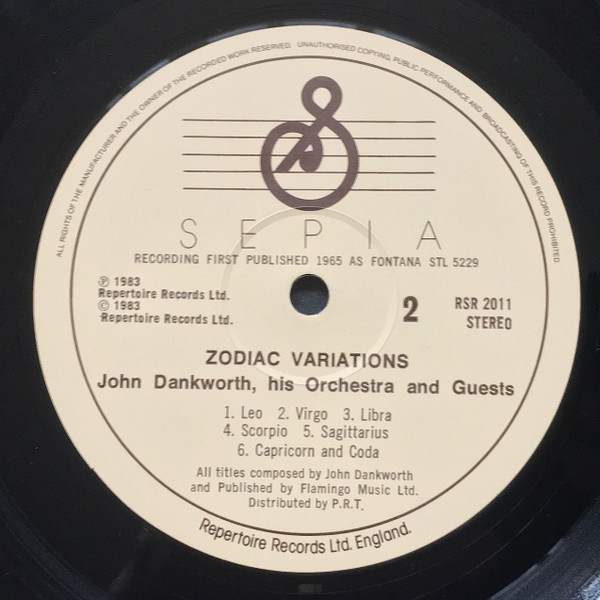 ALL RIGHTS OF THE MANUFACTURER AND THE OWNER OF THE RECORDED WORK RESERVED. UNAUTHORISED COPYING, PUBLIC PERFORMANCE AND BROADCASTING OF THIS RECORD PROHIBITED.
SEPIA
RECORDING FIRST PUBLISHED 1965 AS FONTANA STL 5229
℗ 1983
Repertoire Records Ltd.
© 1983
Repertoire Records Ltd.
2
RSR 2011
STEREO
ZODIAC VARIATIONS
John Dankworth, his Orchestra and Guests
1. Leo 2. Virgo 3. Libra
4. Scorpio 5. Sagittarius
6. Capricorn and Coda
All titles composed by John Dankworth
and Published by Flamingo Music Ltd.
Distributed by P.R.T.
Repertoire Records Ltd. England.